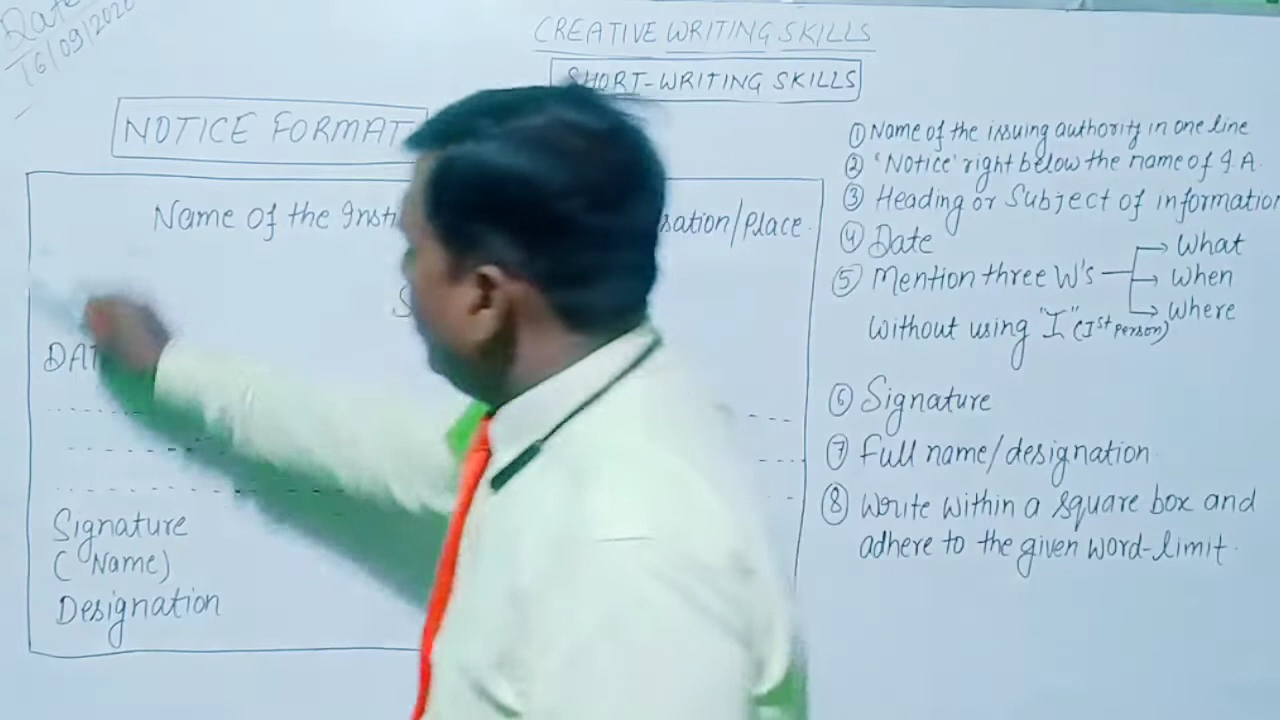 Date
16/09/2020
CREATIVE WRITING SKILLS
SHORT-WRITING SKILLS
NOTICE FORMAT
Name of the /Place
DAT
Signature
(Name)
Designation
① Name of the issuing authority in one line
② 'Notice' right below the name of I.A.
③ Heading or Subject of information
④ Date
⑤ Mention three W's → What
→ When
→ Where
without using "I" (Ist person)
⑥ Signature
⑦ Full name/designation
⑧ Write within a square box and
adhere to the given word-limit.